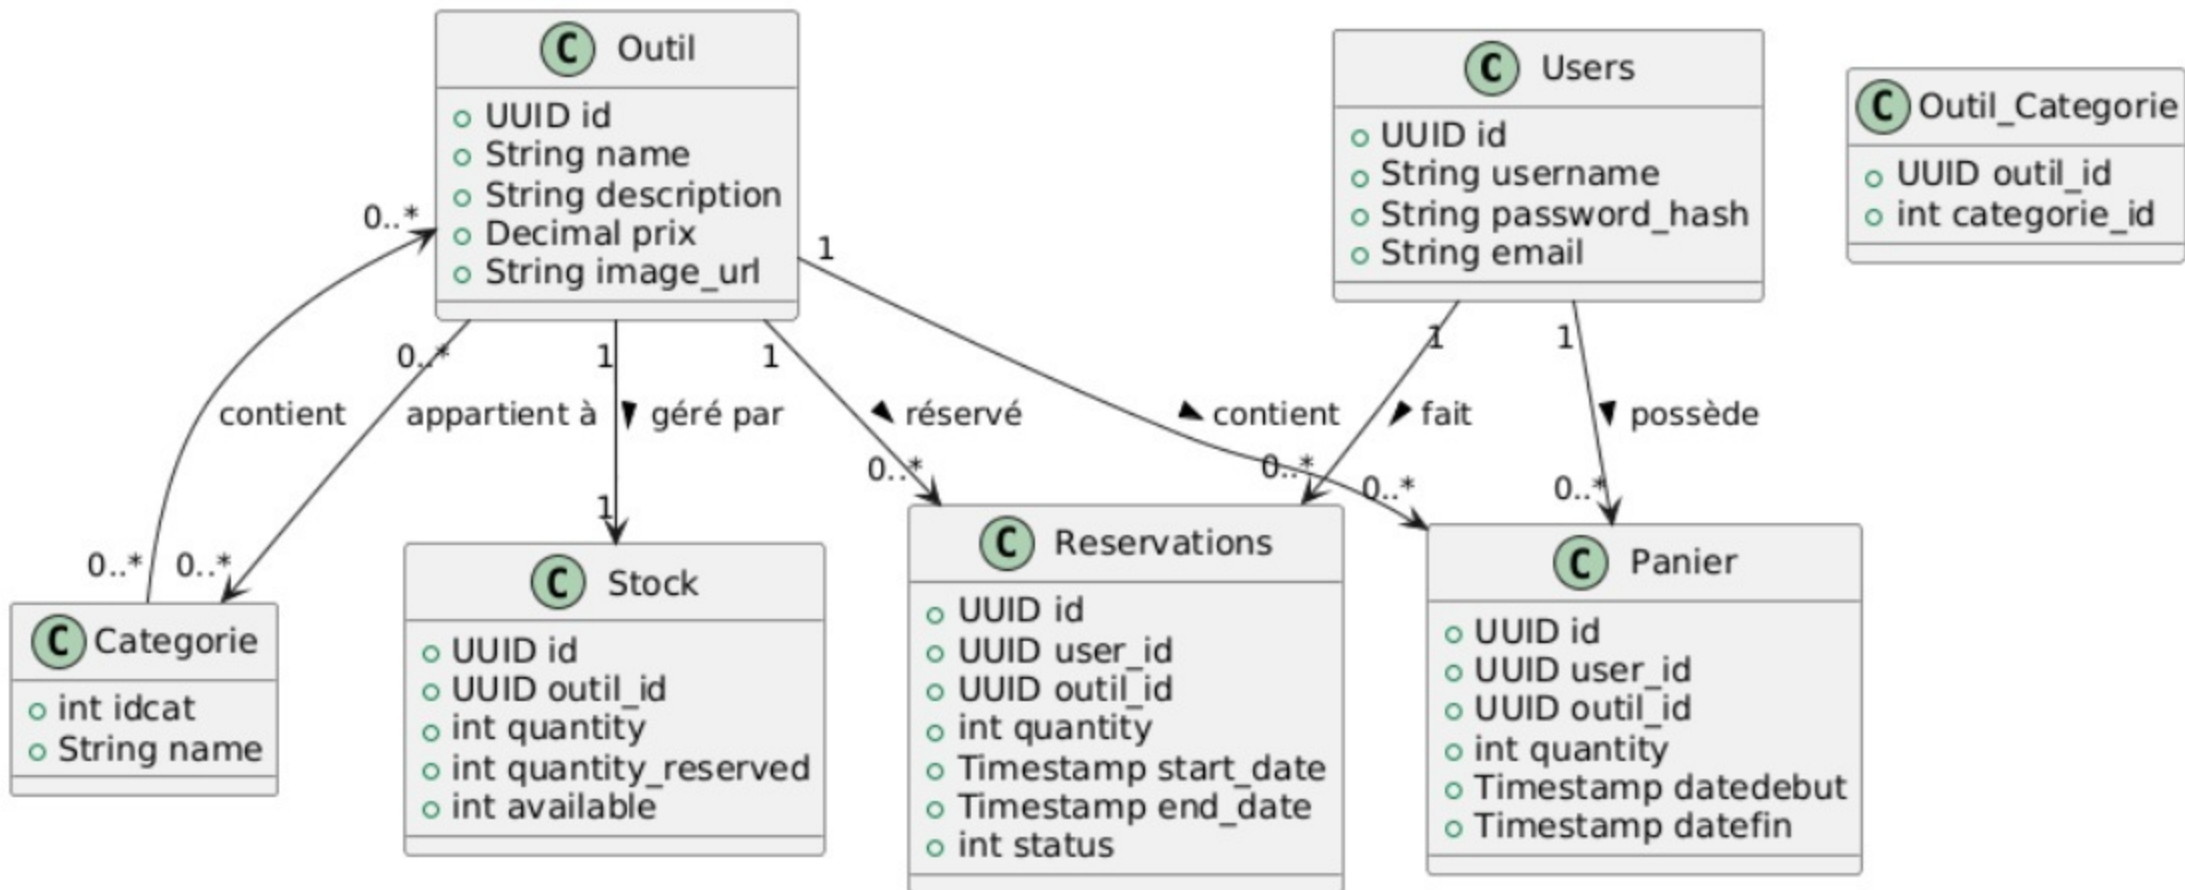 C Outil
UUID id
String name
String description
Decimal prix
String image_url
C Users
UUID id
String username
String password_hash
String email
C Outil_Categorie
UUID outil_id
int categorie_id
0..*
1
0..*
1
1
1
1
contient
appartient à
géré par
réservé
contient
fait
possède
0..*
0..*
1
0..*
0..*
0..*
0..*
C Categorie
int idcat
String name
C Stock
UUID id
UUID outil_id
int quantity
int quantity_reserved
int available
C Reservations
UUID id
UUID user_id
UUID outil_id
int quantity
Timestamp start_date
Timestamp end_date
int status
C Panier
UUID id
UUID user_id
UUID outil_id
int quantity
Timestamp datedebut
Timestamp datefin